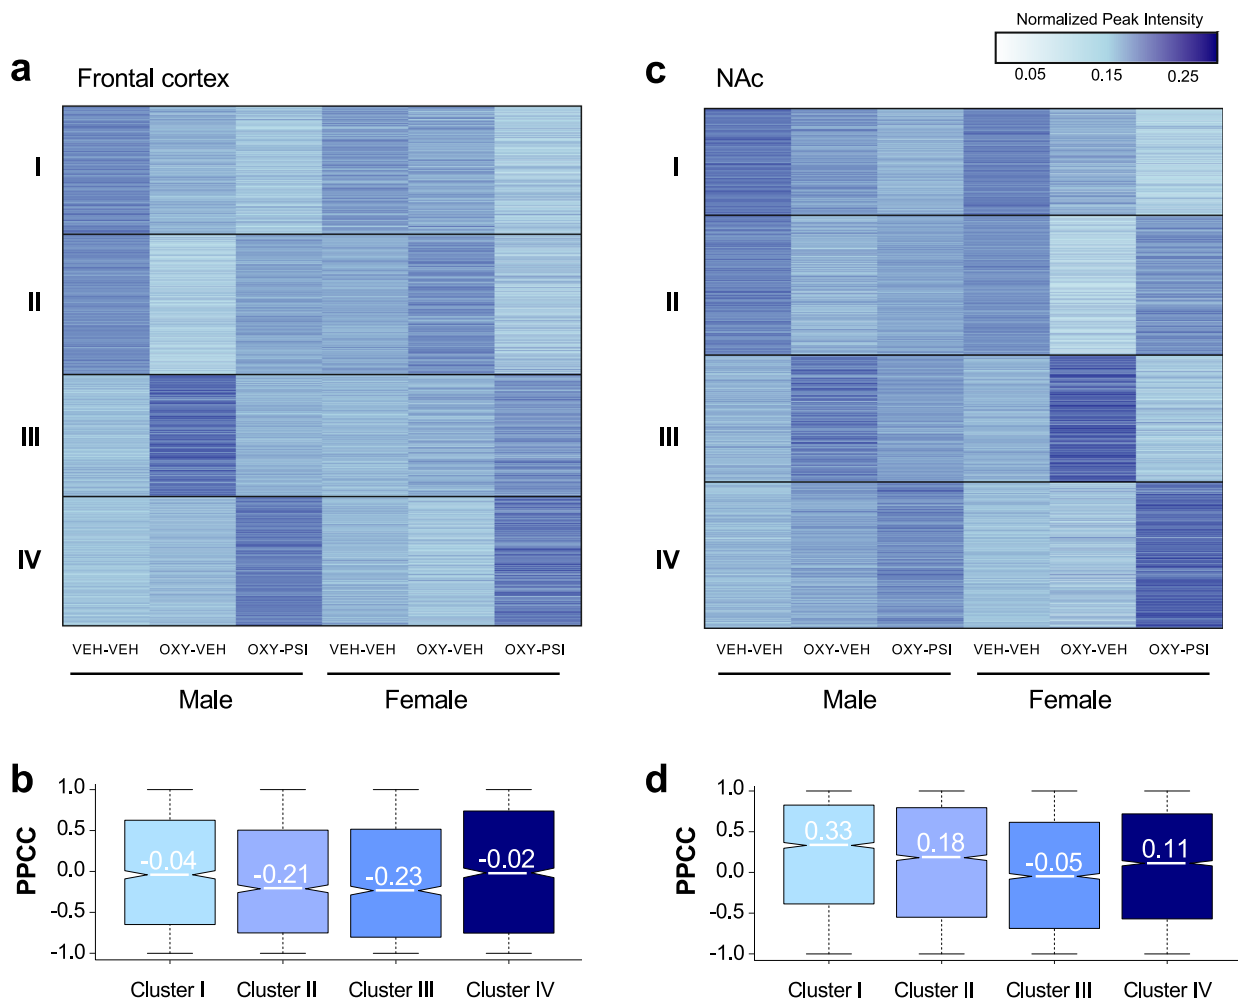 Normalized Peak Intensity
0.05 0.15 0.25
a Frontal cortex
I
II
III
IV
VEH-VEH OXY-VEH OXY-PSI VEH-VEH OXY-VEH OXY-PSI
Male Female
c NAc
I
II
III
IV
VEH-VEH OXY-VEH OXY-PSI VEH-VEH OXY-VEH OXY-PSI
Male Female
b
PPCC
1.0
0.5
0.0
-0.5
-1.0
-0.04 -0.21 -0.23 -0.02
Cluster I Cluster II Cluster III Cluster IV
d
PPCC
1.0
0.5
0.0
-0.5
-1.0
0.33 0.18 -0.05 0.11
Cluster I Cluster II Cluster III Cluster IV